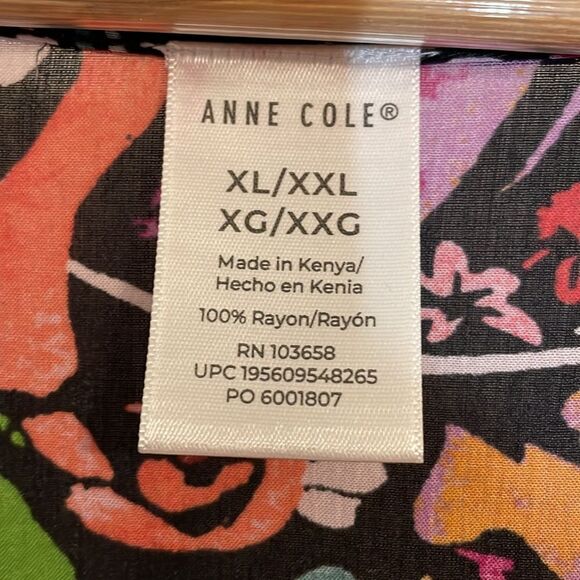 ANNE COLE®
XL/XXL
XG/XXG
Made in Kenya/
Hecho en Kenia
100% Rayon/Rayón
RN 103658
UPC 195609548265
PO 6001807